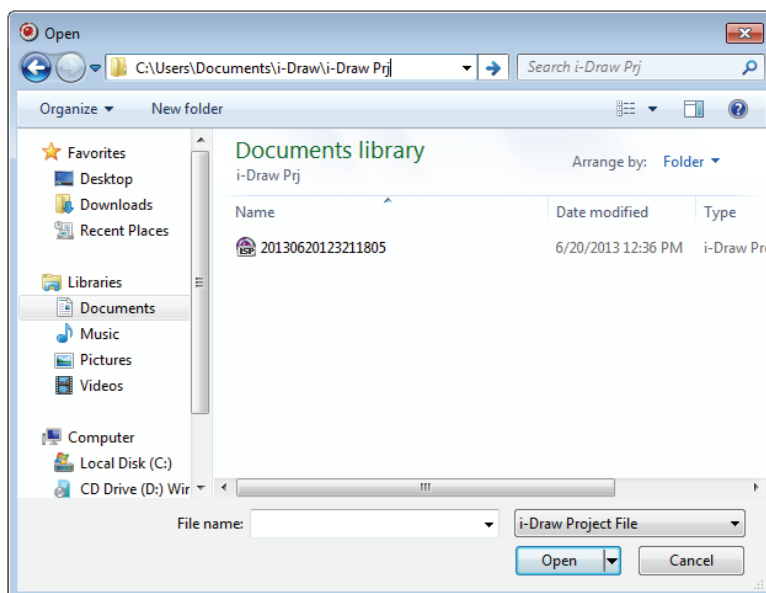 Open
C:\Users\Documents\i-Draw\i-Draw Prj
Search i-Draw Prj
Organize
New folder
Favorites
Desktop
Downloads
Recent Places
Libraries
Documents
Music
Pictures
Videos
Computer
Local Disk (C:)
CD Drive (D:) Wir
Documents library
i-Draw Prj
Arrange by: Folder
Name Date modified Type
ISP
20130620123211805 6/20/2013 12:36 PM i-Draw Pr
File name:
i-Draw Project File
Open
Cancel